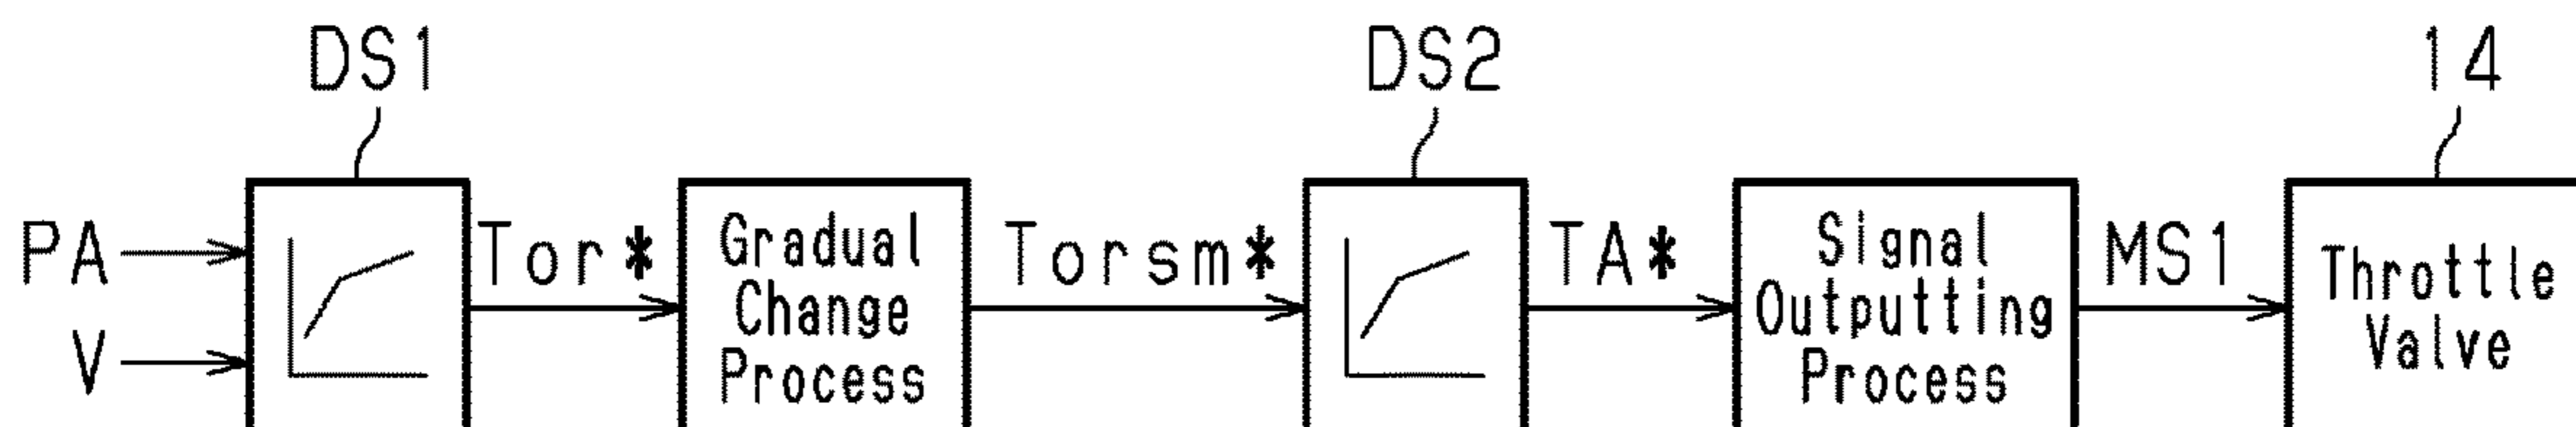 DS1
DS2
14
PA
V
Tor*
Gradual
Change
Process
Torsm*
TA*
Signal
Outputting
Process
MS1
Throttle
Valve